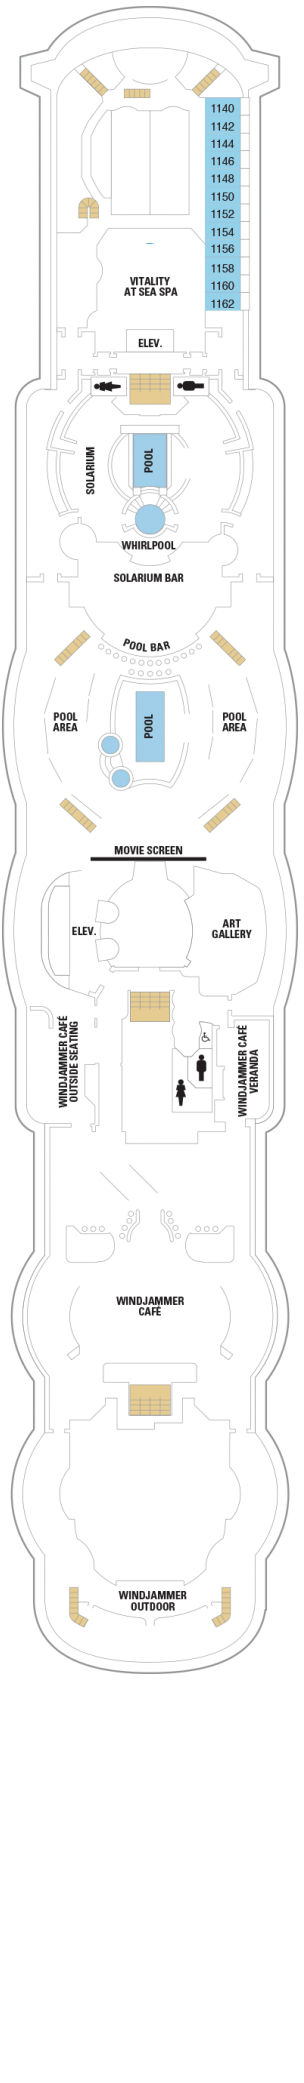 1140
1142
1144
1146
1148
1150
1152
1154
1156
1158
1160
1162
VITALITY
AT SEA SPA
ELEV.
SOLARIUM
POOL
WHIRLPOOL
SOLARIUM BAR
POOL BAR
POOL
AREA
POOL
POOL
AREA
MOVIE SCREEN
ELEV.
ART
GALLERY
WINDJAMMER CAFÉ
OUTSIDE SEATING
WINDJAMMER CAFÉ
VERANDA
WINDJAMMER
CAFÉ
WINDJAMMER
OUTDOOR